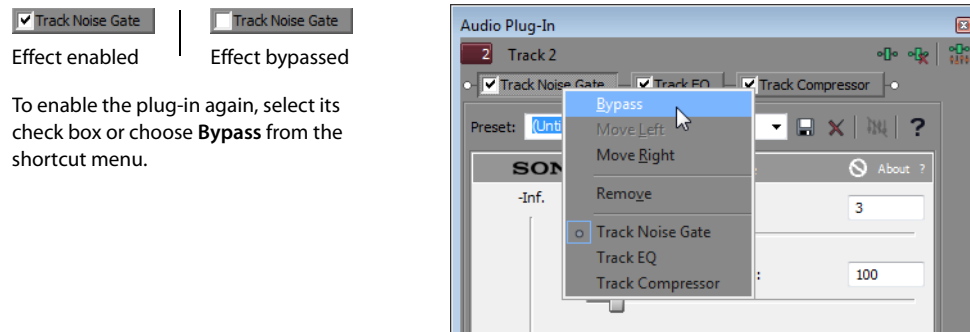 Track Noise Gate
Track Noise Gate
Effect enabled
Effect bypassed
To enable the plug-in again, select its
check box or choose Bypass from the
shortcut menu.
Audio Plug-In
2 Track 2
Track Noise Gate Track EQ Track Compressor
Preset:
Bypass
Move Left
Move Right
Remove
Track Noise Gate
Track EQ
Track Compressor
About ?
-Inf.
3
100